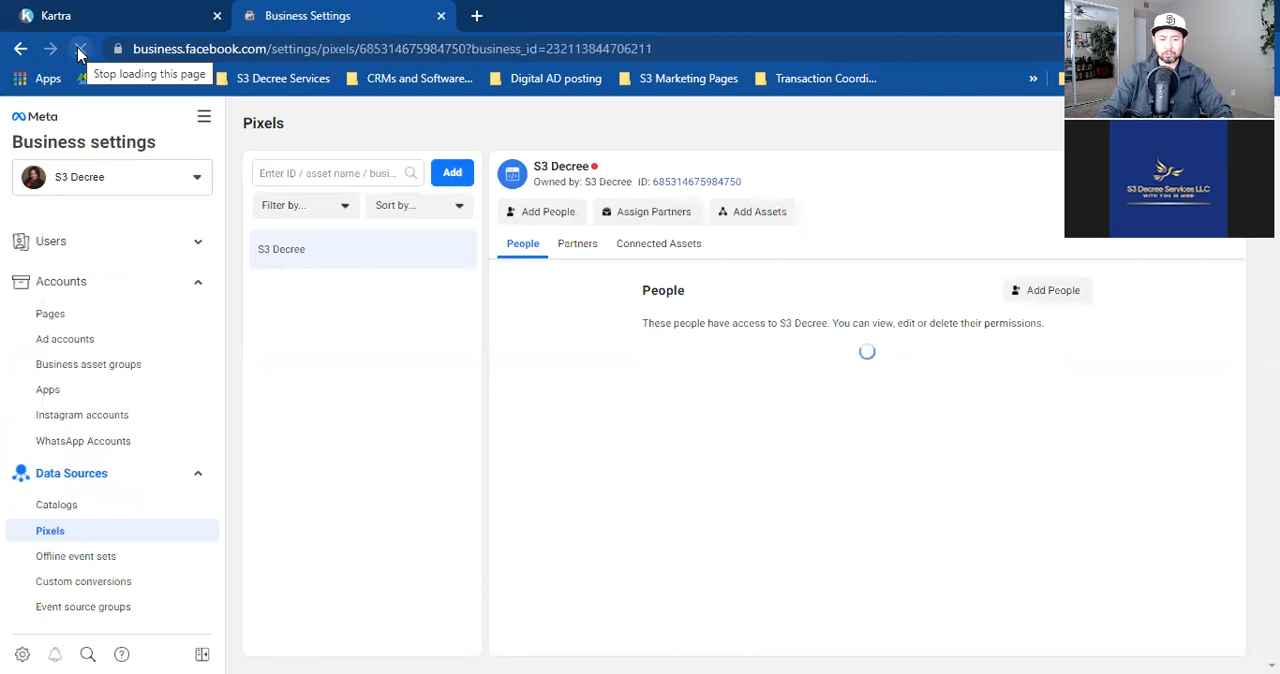 Kartra
Business Settings
business.facebook.com/settings/pixels/685314675984750?business_id=232113844706211
Stop loading this page
Apps
S3 Decree Services
CRMs and Software...
Digital AD posting
S3 Marketing Pages
Transaction Coordi...
»
Meta
Business settings
S3 Decree
Users
Accounts
Pages
Ad accounts
Business asset groups
Apps
Instagram accounts
WhatsApp Accounts
Data Sources
Catalogs
Pixels
Offline event sets
Custom conversions
Event source groups
Pixels
Enter ID / asset name / busi...
Add
Filter by...
Sort by...
S3 Decree
S3 Decree
Owned by: S3 Decree ID: 685314675984750
Add People
Assign Partners
Add Assets
People
Partners
Connected Assets
People
Add People
These people have access to S3 Decree. You can view, edit or delete their permissions.
S3 Decree Services LLC
WITH YOU IN MIND